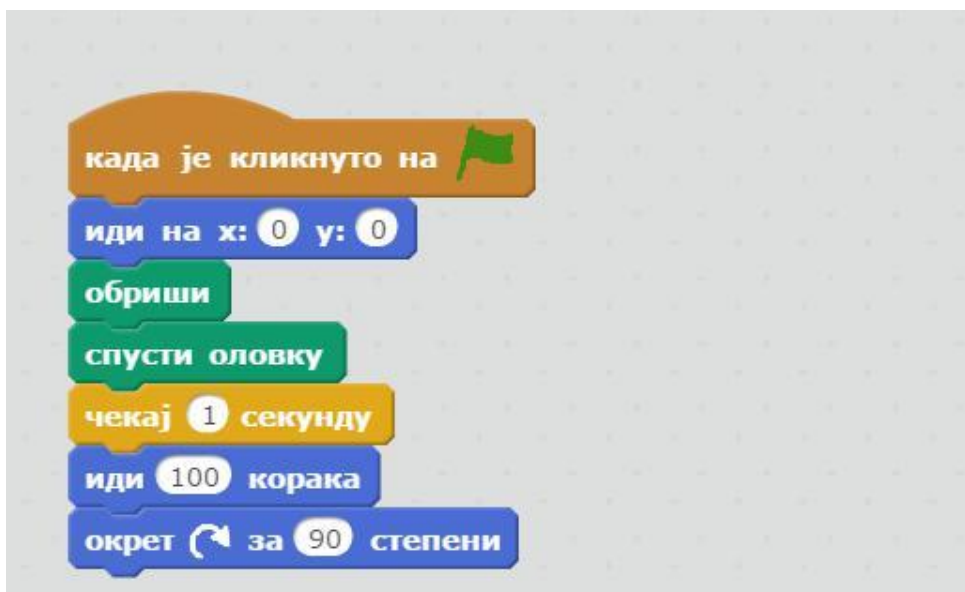 када је кликнуто на
иди на x: 0 y: 0
обриши
спусти оловку
чекај 1 секунду
иди 100 корака
окрет за 90 степени